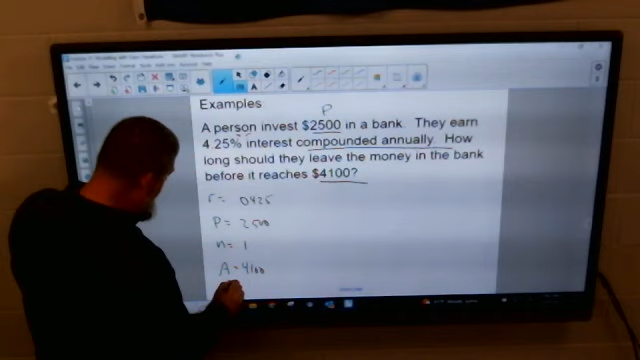 Examples
P
A person invest $2500 in a bank. They earn
4.25% interest compounded annually. How
long should they leave the money in the bank
before it reaches $4100?
r = 0425
P = 2500
n = 1
A = 4100